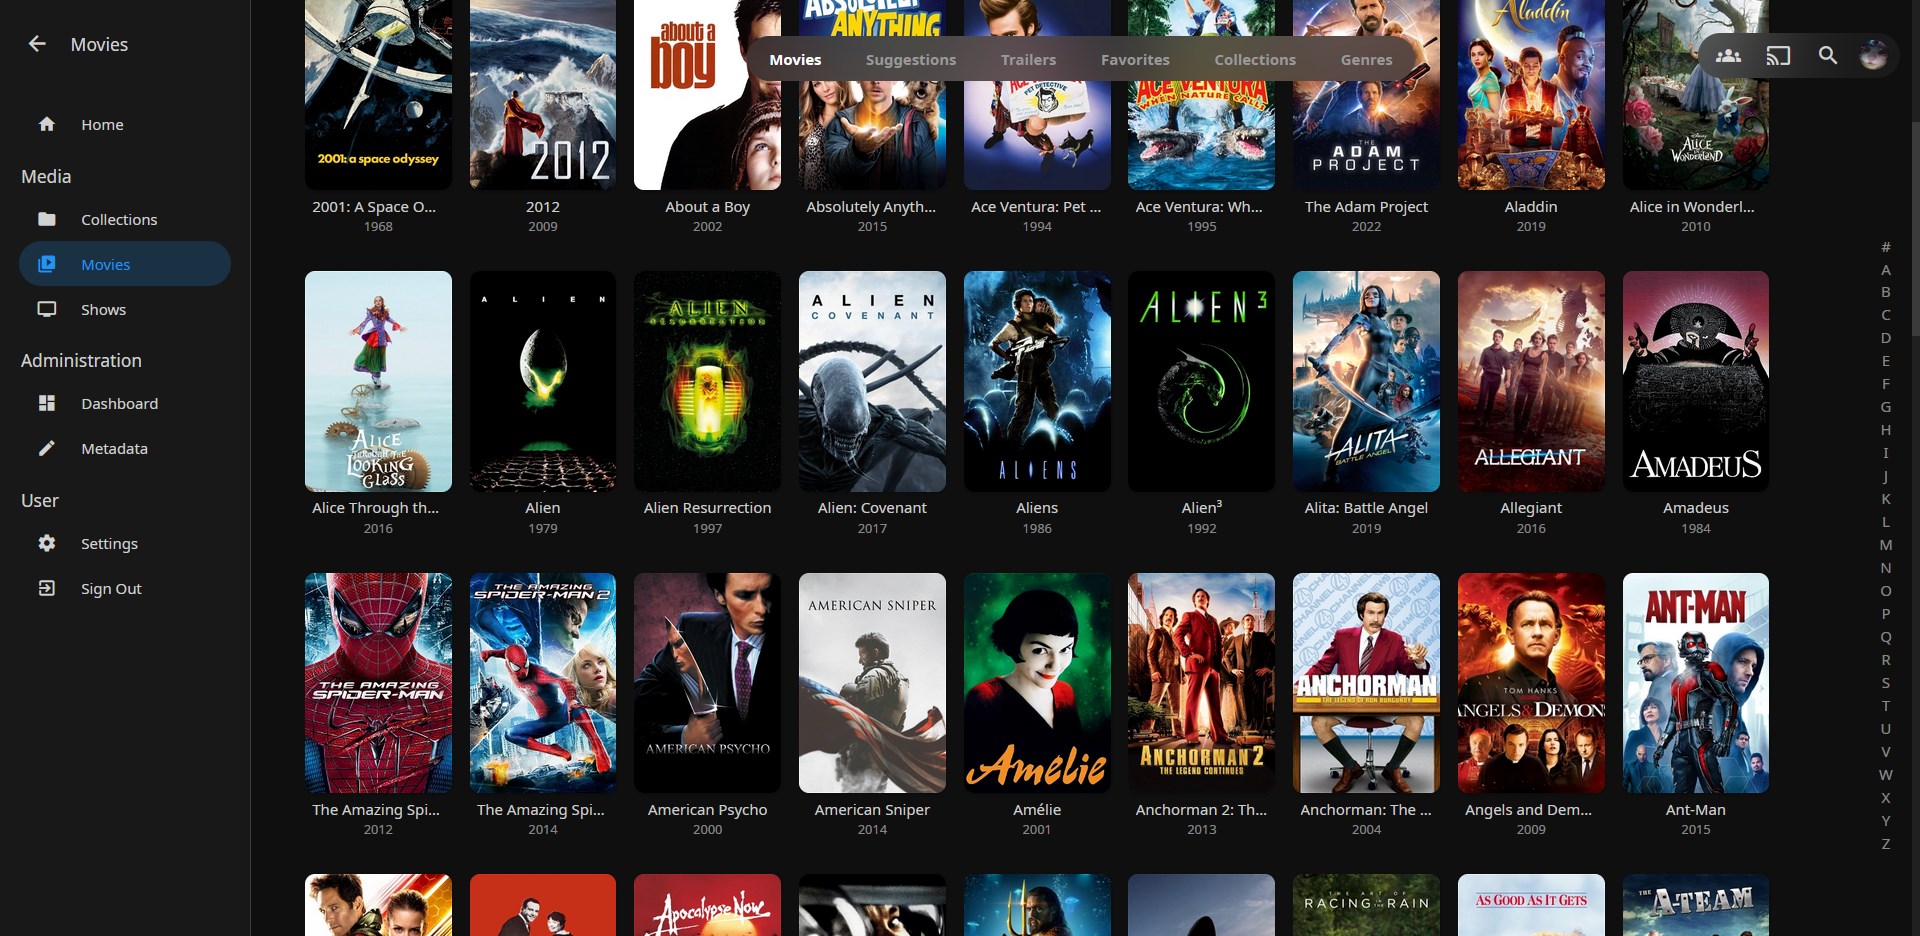 Movies
Home
Media
Collections
Movies
Shows
Administration
Dashboard
Metadata
User
Settings
Sign Out
Movies Suggestions Trailers Favorites Collections Genres
2001: a space odyssey
2012
about a boy
ABSOLUTELY ANYTHING
PET DETECTIVE
ACE VENTURA
WHEN NATURE CALLS
THE ADAM PROJECT
Aladdin
Disney
ALICE IN WONDERLAND
2001: A Space O...
1968
2012
2009
About a Boy
2002
Absolutely Anyth...
2015
Ace Ventura: Pet ...
1994
Ace Ventura: Wh...
1995
The Adam Project
2022
Aladdin
2019
Alice in Wonderl...
2010
ALICE THROUGH THE LOOKING GLASS
ALIEN
ALIEN
RESURRECTION
ALIEN
COVENANT
ALIENS
ALIEN³
ALITA
BATTLE ANGEL
ALLEGIANT
AMADEUS
Alice Through th...
2016
Alien
1979
Alien Resurrection
1997
Alien: Covenant
2017
Aliens
1986
Alien³
1992
Alita: Battle Angel
2019
Allegiant
2016
Amadeus
1984
THE AMAZING
SPIDER-MAN
THE AMAZING
SPIDER-MAN 2
AMERICAN PSYCHO
AMERICAN SNIPER
Amélie
ANCHORMAN 2
THE LEGEND CONTINUES
ANCHORMAN
THE LEGEND OF RON BURGUNDY
TOM HANKS
ANGELS & DEMONS
ANT-MAN
The Amazing Spi...
2012
The Amazing Spi...
2014
American Psycho
2000
American Sniper
2014
Amélie
2001
Anchorman 2: Th...
2013
Anchorman: The ...
2004
Angels and Dem...
2009
Ant-Man
2015
Apocalypse Now
THE ART OF
RACING IN THE RAIN
AS GOOD AS IT GETS
THE A-TEAM
#
A
B
C
D
E
F
G
H
I
J
K
L
M
N
O
P
Q
R
S
T
U
V
W
X
Y
Z